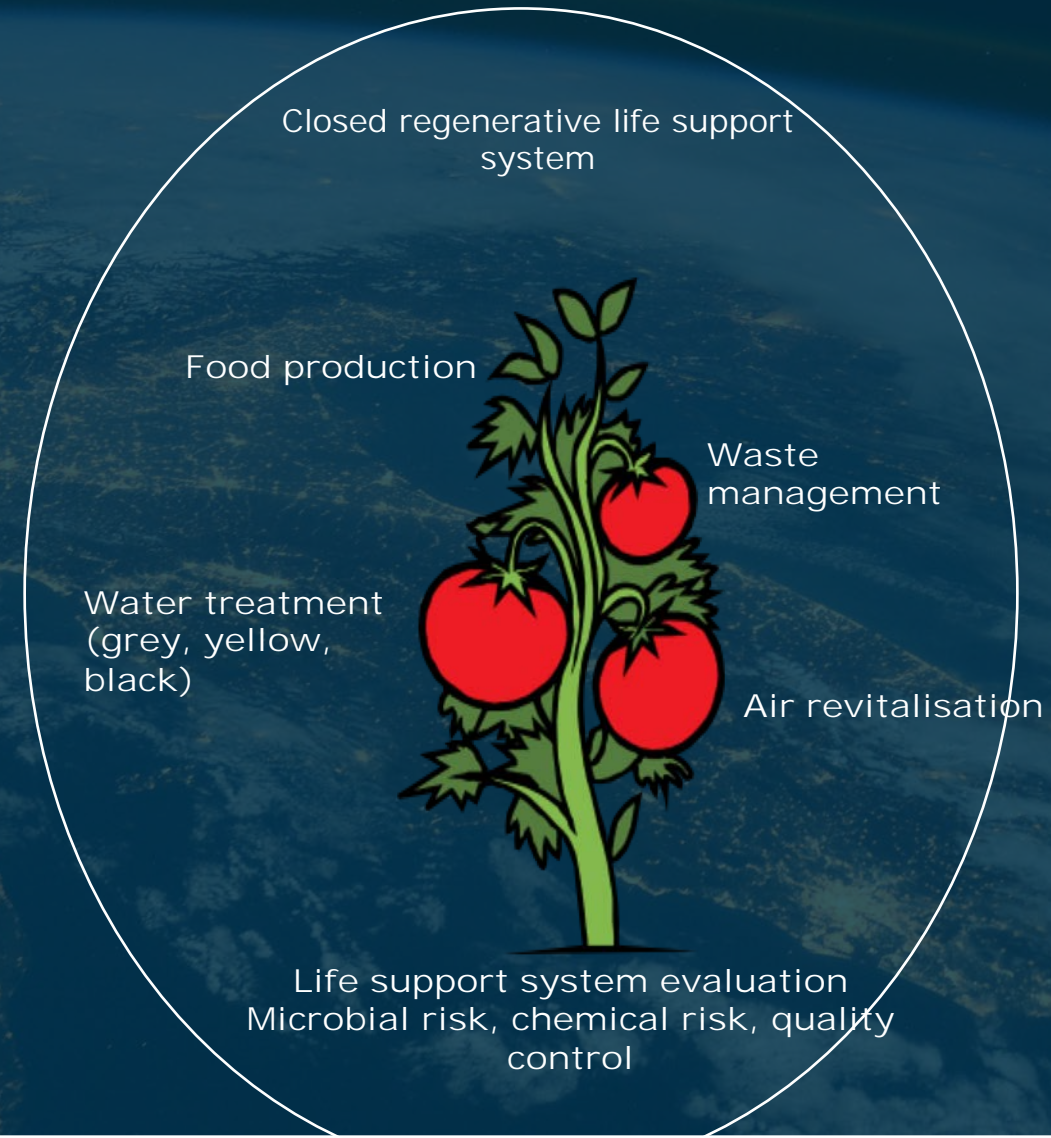 Closed regenerative life support
system
Food production
Waste
management
Water treatment
(grey, yellow,
black)
Air revitalisation
Life support system evaluation
Microbial risk, chemical risk, quality
control